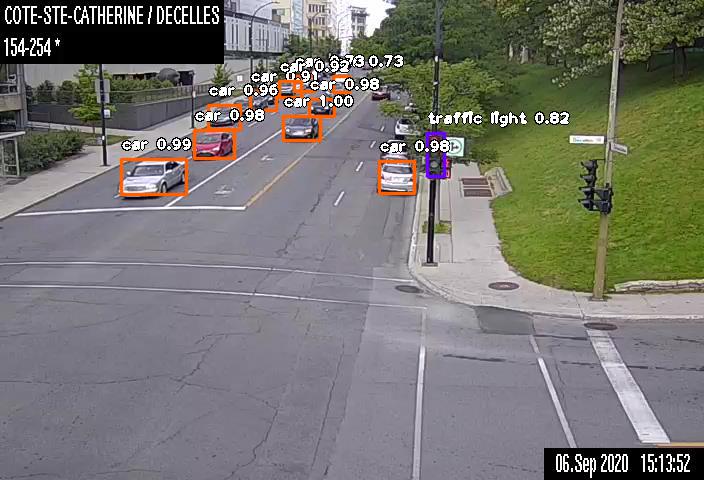 COTE-STE-CATHERINE / DECELLES
154-254 *
0.73
car 0.92
car 0.91
car 0.98
car 0.96
car 1.00
car 0.98
traffic light 0.82
car 0.99
car 0.98
06.Sep 2020 15:13:52